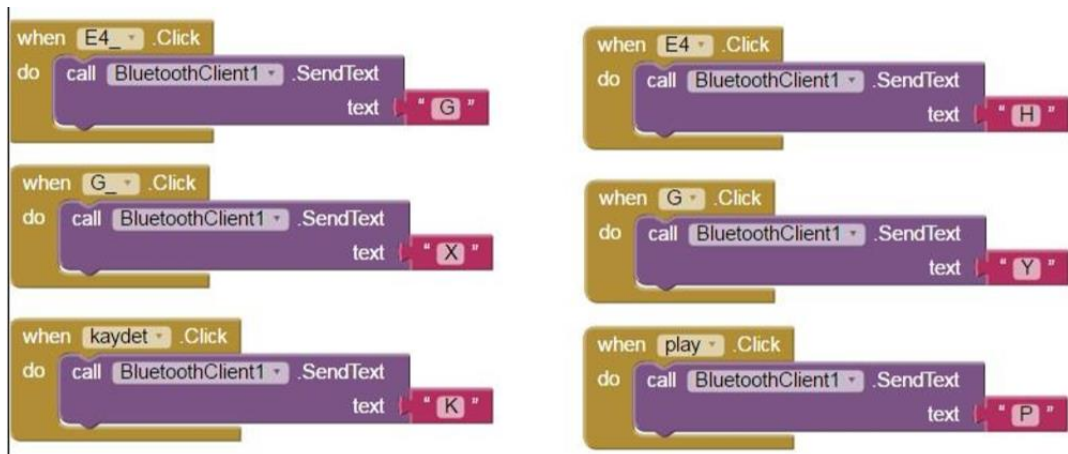 when E4_ .Click
do call BluetoothClient1 .SendText
text "G"
when E4 .Click
do call BluetoothClient1 .SendText
text "H"
when G_ .Click
do call BluetoothClient1 .SendText
text "X"
when G .Click
do call BluetoothClient1 .SendText
text "Y"
when kaydet .Click
do call BluetoothClient1 .SendText
text "K"
when play .Click
do call BluetoothClient1 .SendText
text "P"